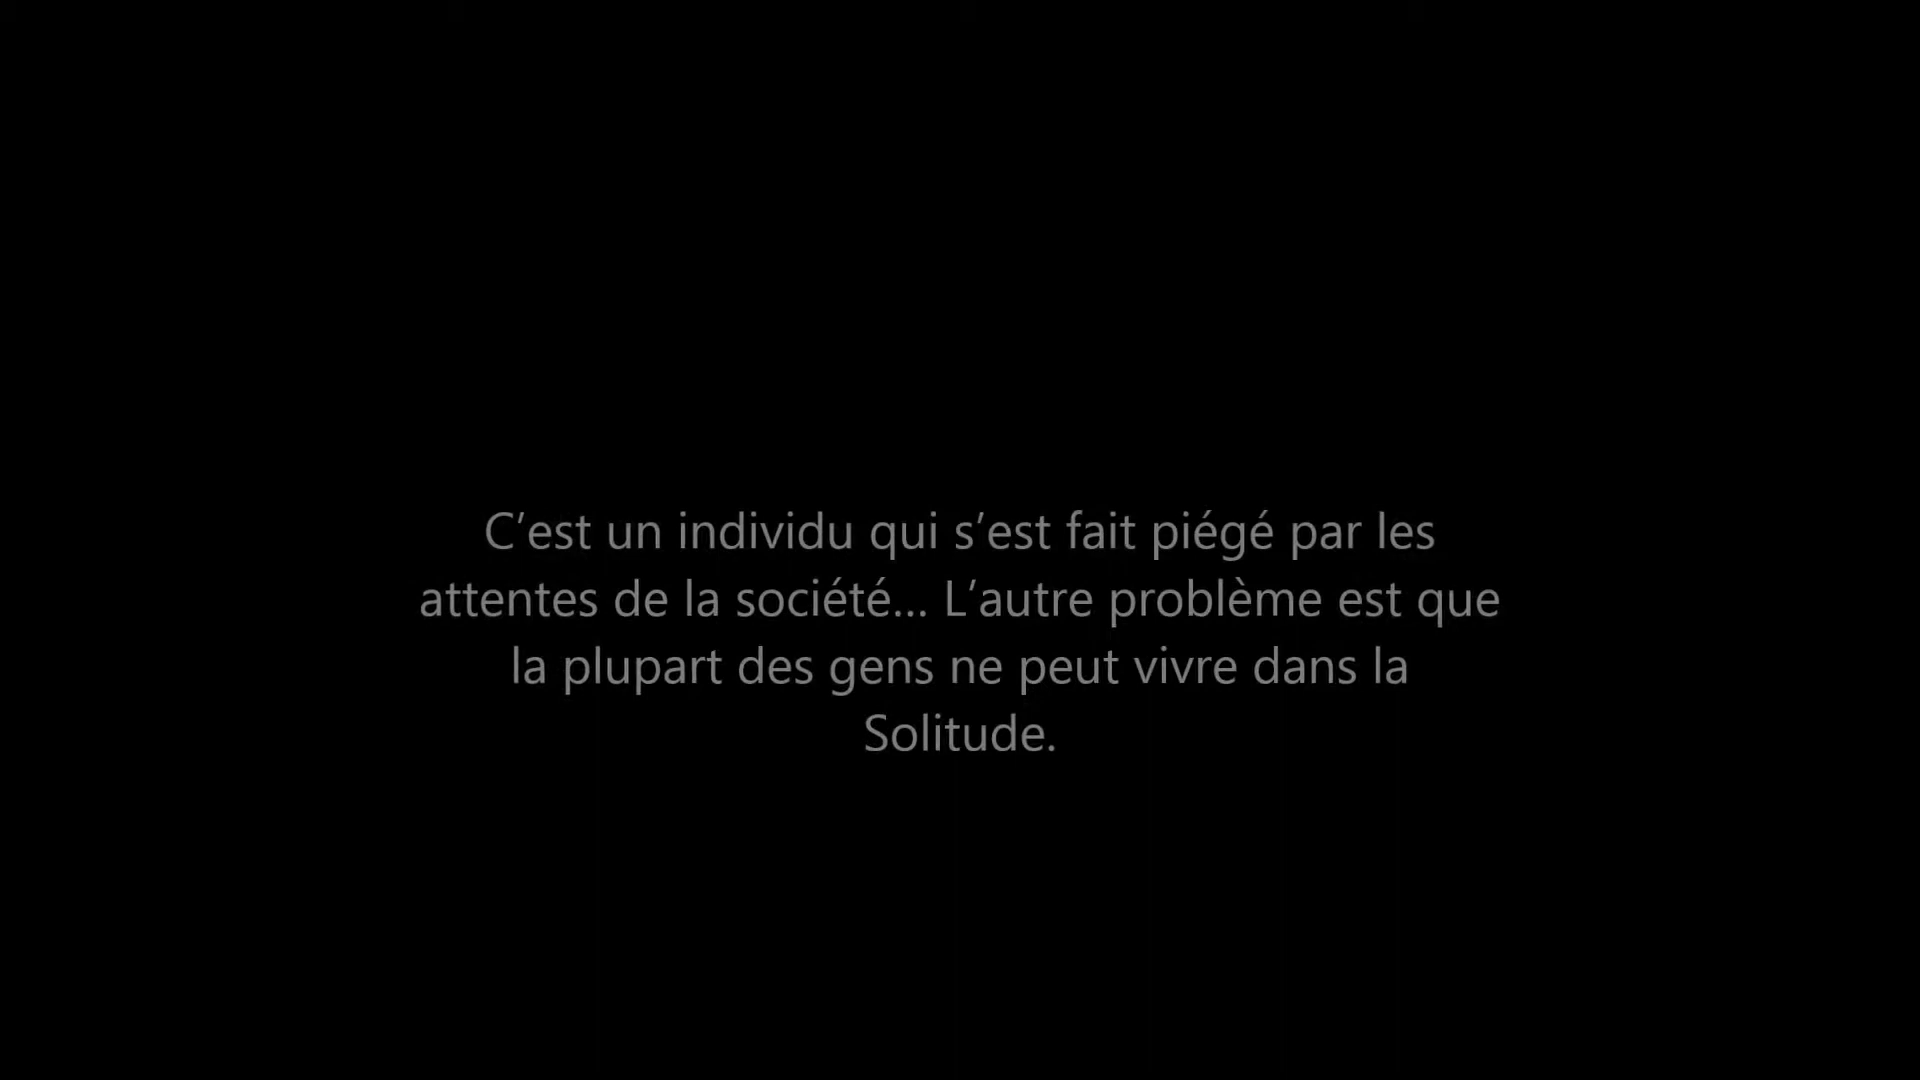 C’est un individu qui s’est fait piégé par les
attentes de la société... L’autre problème est que
la plupart des gens ne peut vivre dans la
Solitude.